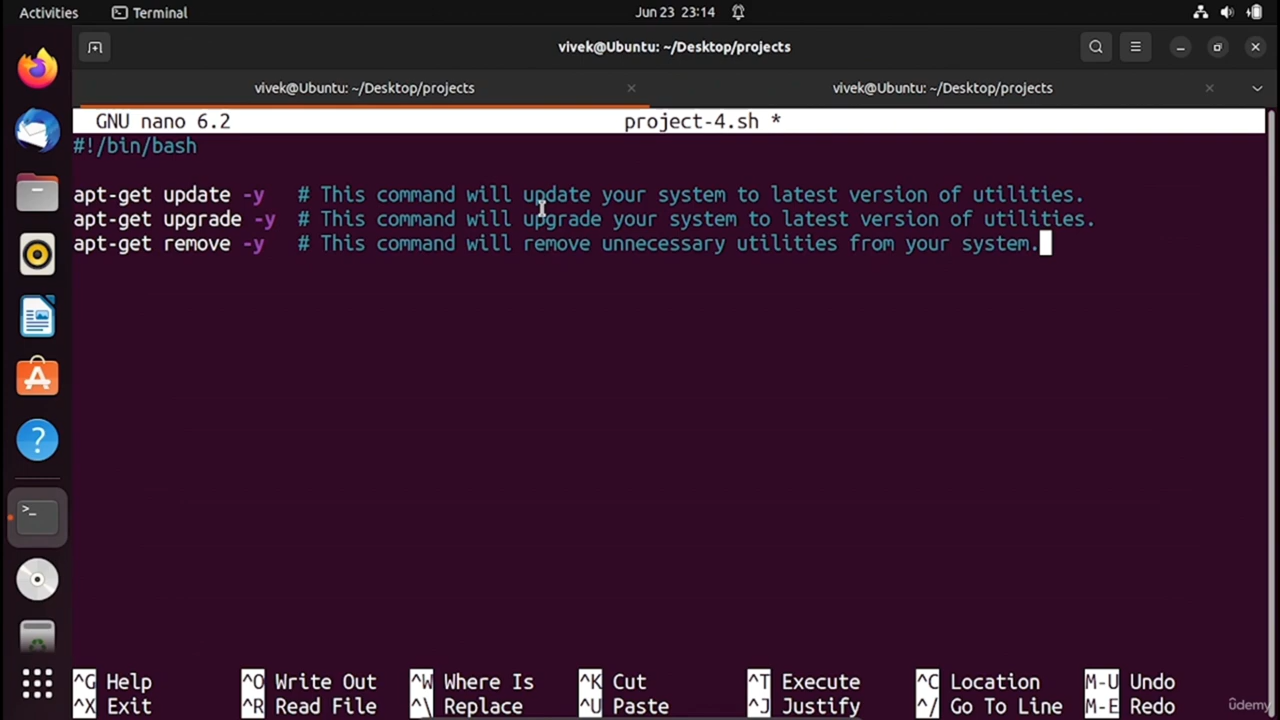 Activities Terminal Jun 23 23:14
vivek@Ubuntu: ~/Desktop/projects
vivek@Ubuntu: ~/Desktop/projects vivek@Ubuntu: ~/Desktop/projects
GNU nano 6.2 project-4.sh *
#!/bin/bash
apt-get update -y # This command will update your system to latest version of utilities.
apt-get upgrade -y # This command will upgrade your system to latest version of utilities.
apt-get remove -y # This command will remove unnecessary utilities from your system.
^G Help ^O Write Out ^W Where Is ^K Cut ^T Execute ^C Location M-U Undo
^X Exit ^R Read File ^\ Replace ^U Paste ^J Justify ^/ Go To Line M-E Redo
ûdemy